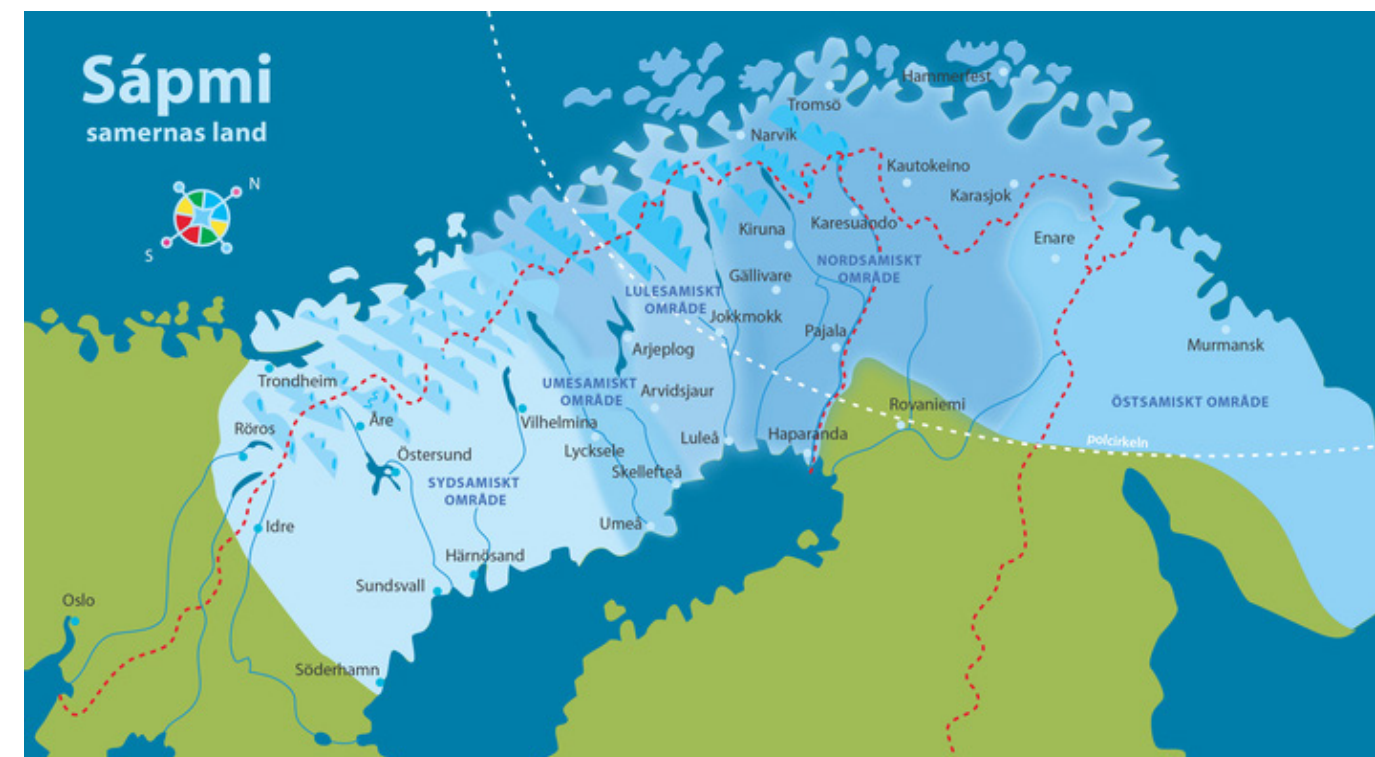 Sápmi
samernas land
N
S
Hammerfest
Tromsö
Narvik
Kautokeino
Karasjok
Kiruna
Karesuando
Enare
NORDSAMISKT
OMRÅDE
Gällivare
LULESAMISKT
OMRÅDE
Jokkmokk
Pajala
Murmansk
Arjeplog
Trondheim
UMESAMISKT
OMRÅDE
Arvidsjaur
ÖSTSAMISKT OMRÅDE
Rovaniemi
Åre
Vilhelmina
Röros
Luleå
Haparanda
polcirkeln
Östersund
Lycksele
Skellefteå
SYDSAMISKT
OMRÅDE
Idre
Umeå
Härnösand
Sundsvall
Oslo
Söderhamn